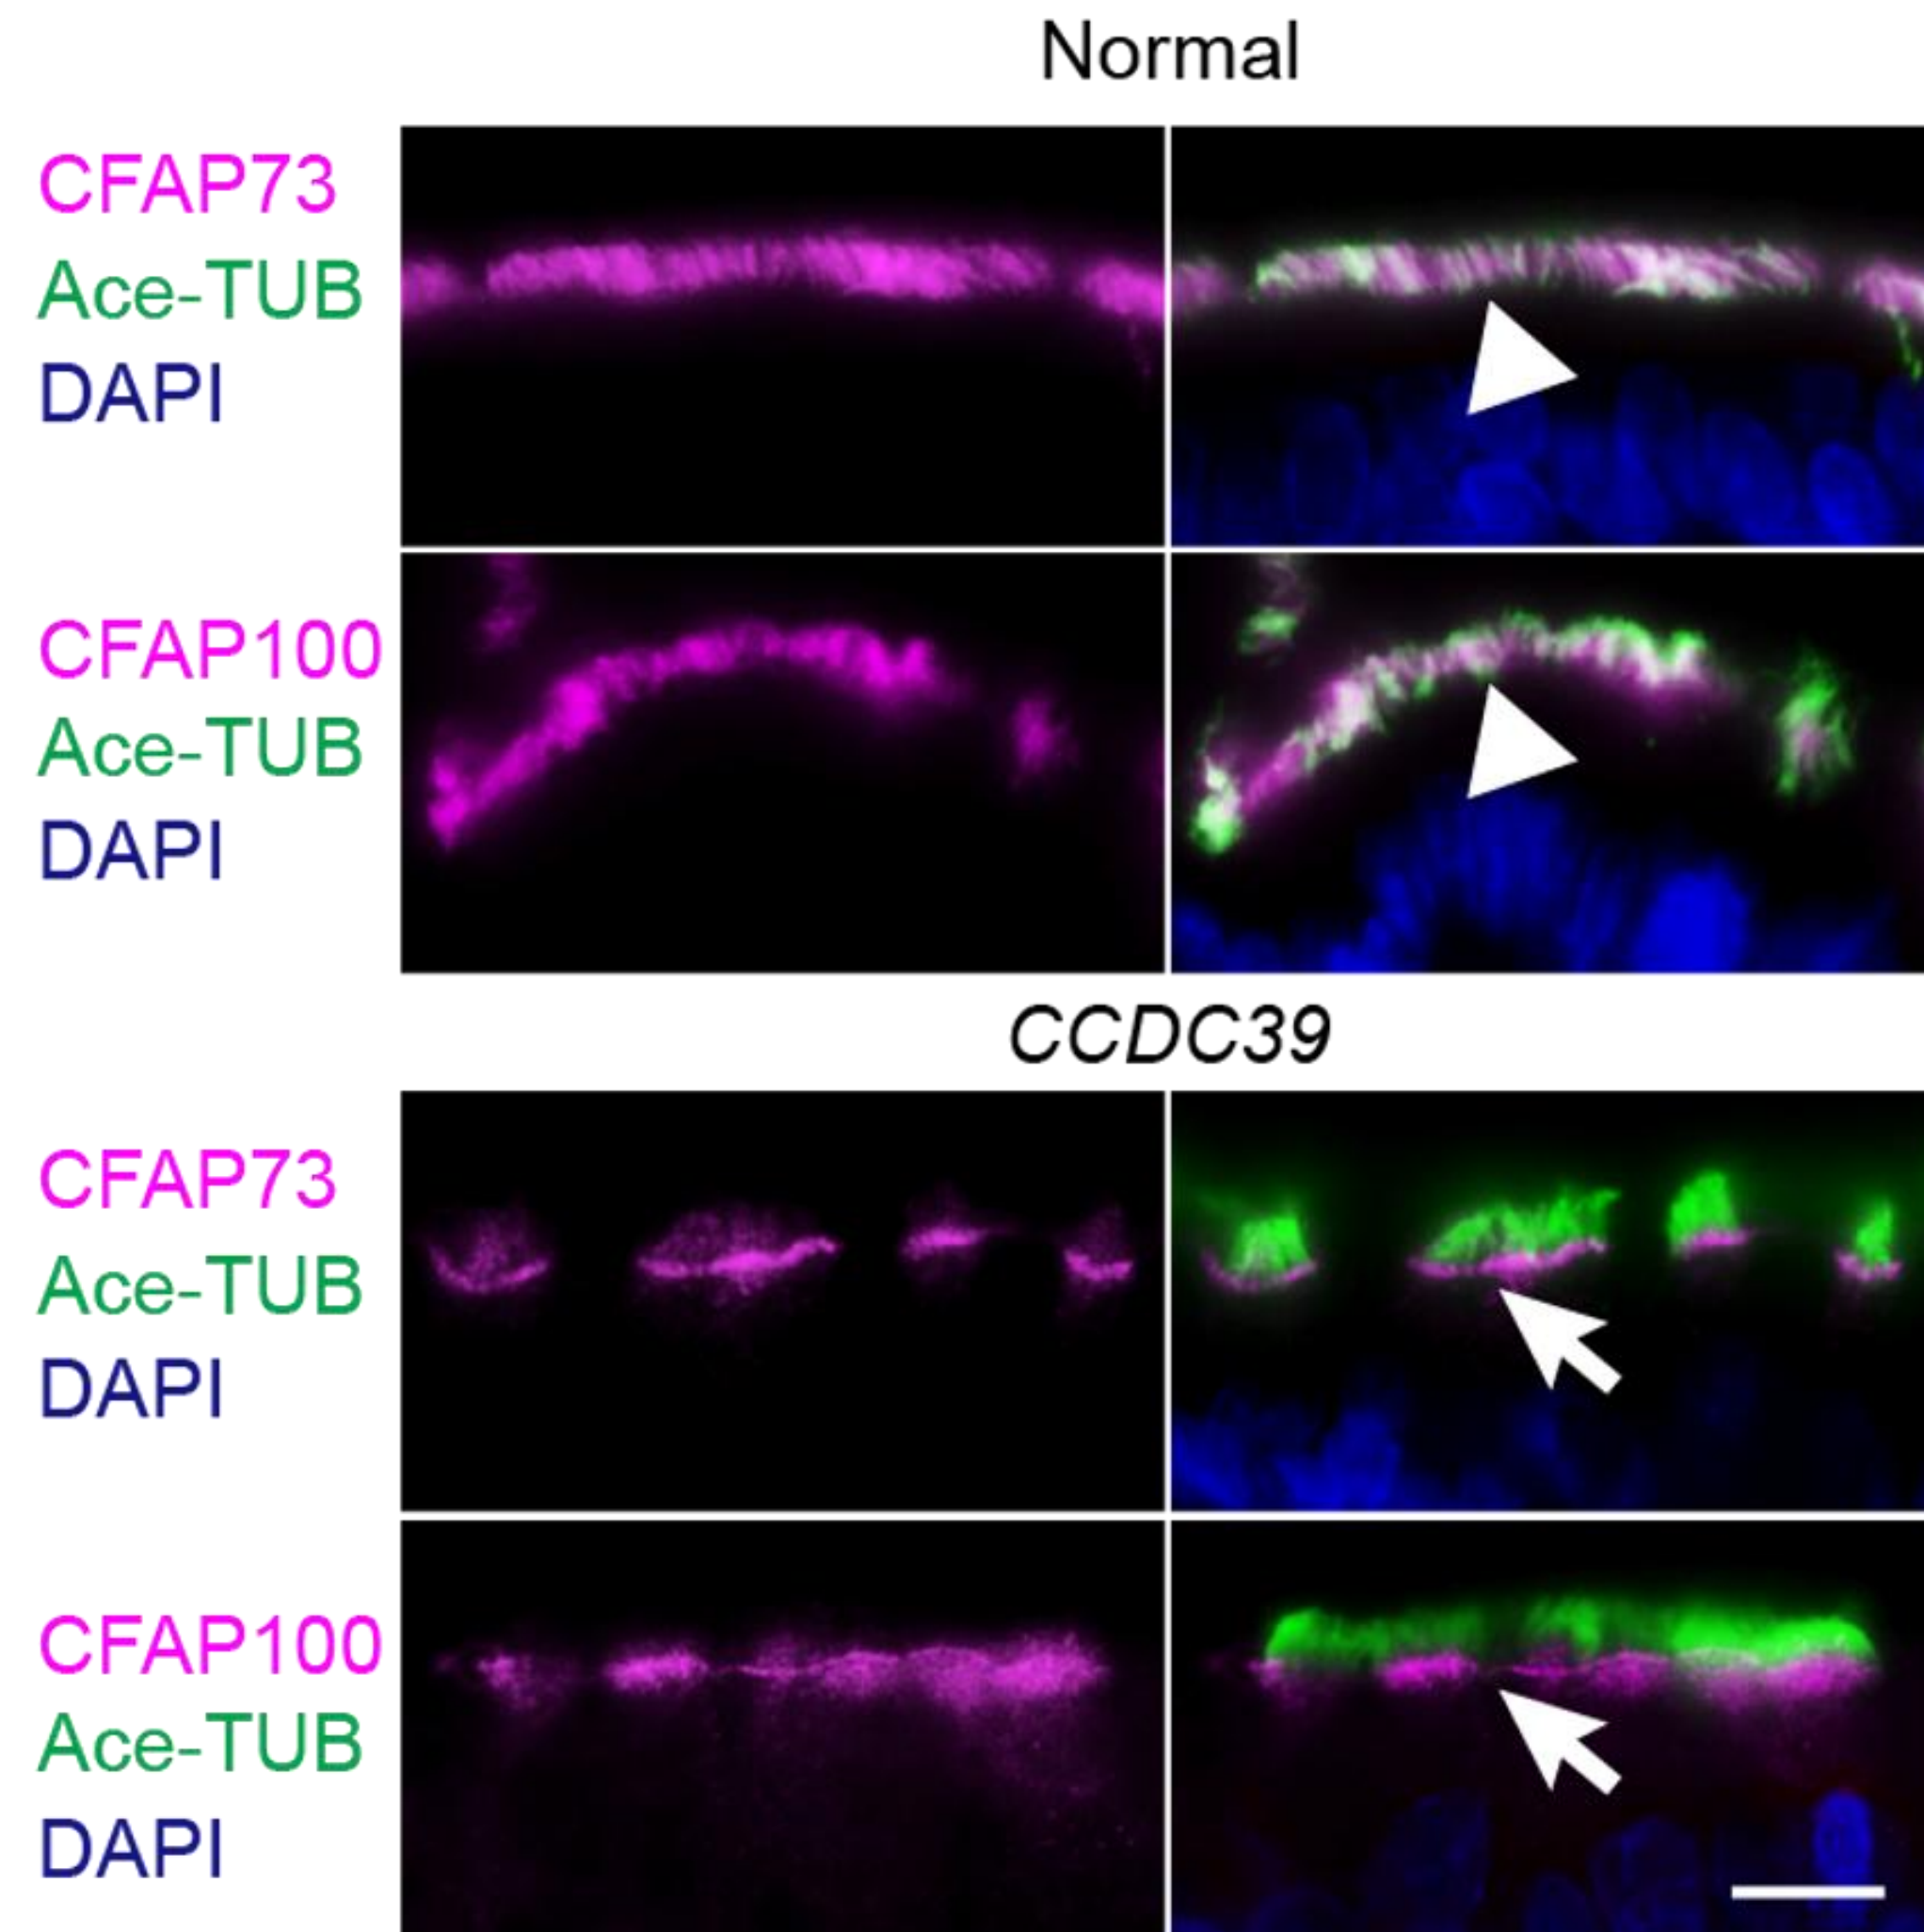 Normal
CFAP73
Ace-TUB
DAPI
CFAP100
Ace-TUB
DAPI
CCDC39
CFAP73
Ace-TUB
DAPI
CFAP100
Ace-TUB
DAPI